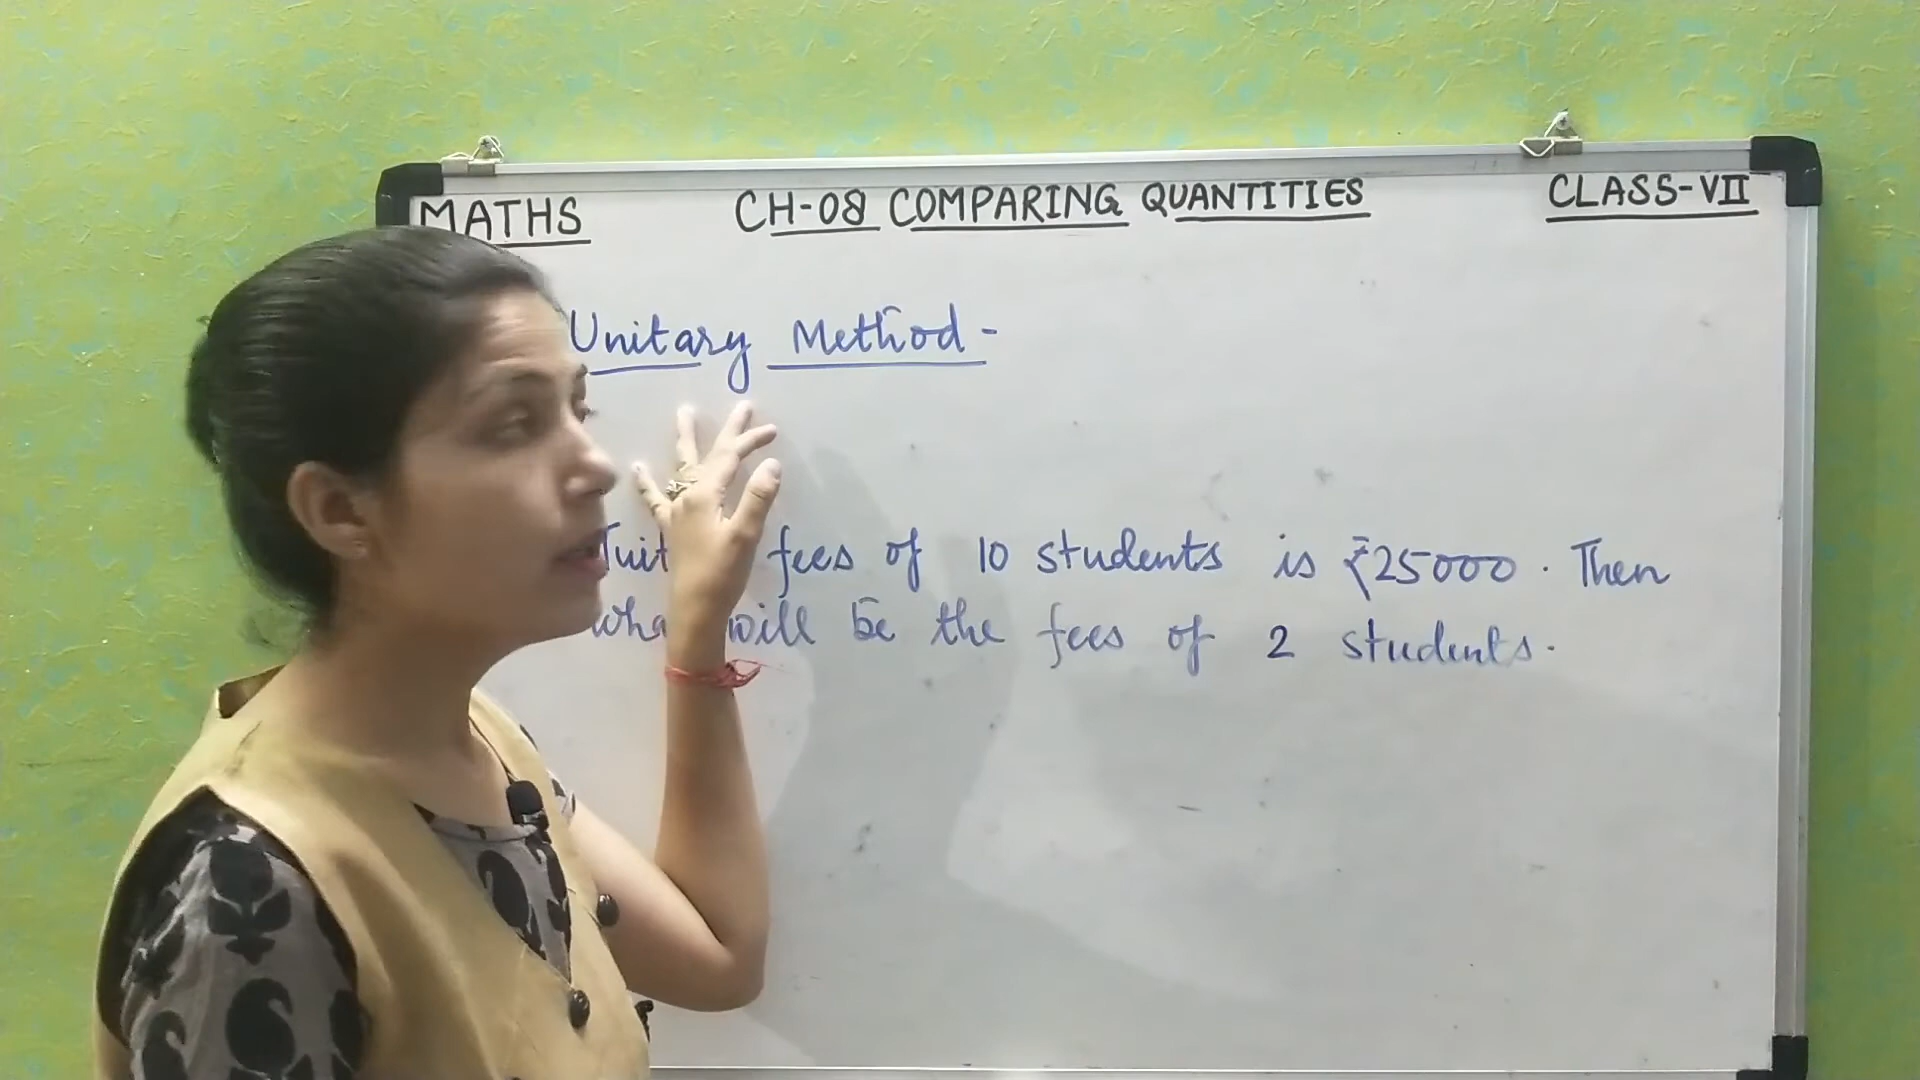 MATHS CH-08 COMPARING QUANTITIES CLASS-VII
Unitary Method-
fees of 10 students is ₹25000. Then
will be the fees of 2 students.